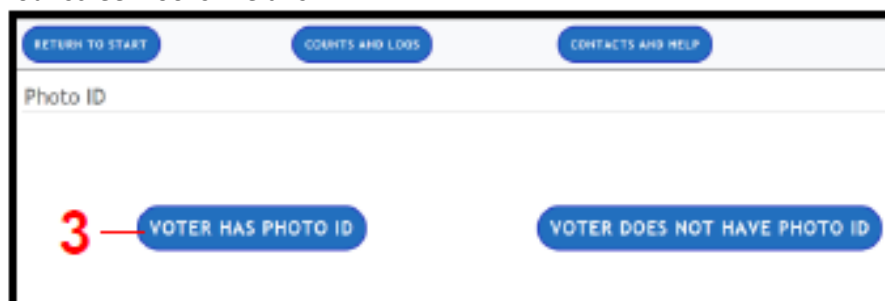 RETURN TO START COUNTS AND LOGS CONTACTS AND HELP
Photo ID
3 VOTER HAS PHOTO ID VOTER DOES NOT HAVE PHOTO ID